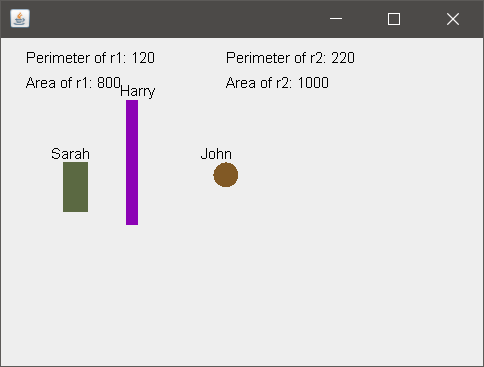 Perimeter of r1: 120
Perimeter of r2: 220
Area of r1: 800
Area of r2: 1000
Harry
Sarah
John